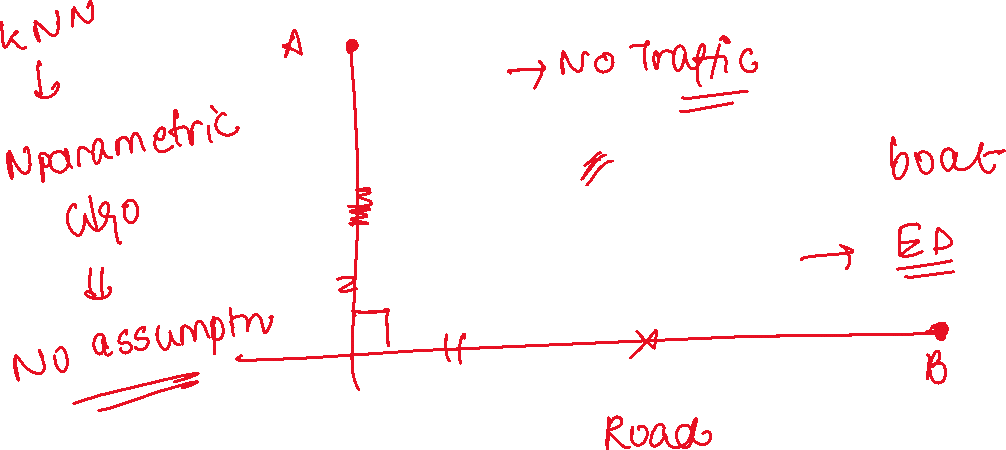 KNN
Nparametric
algo
No assumptn
A
→ No Traffic
boat
→ ED
B
Road